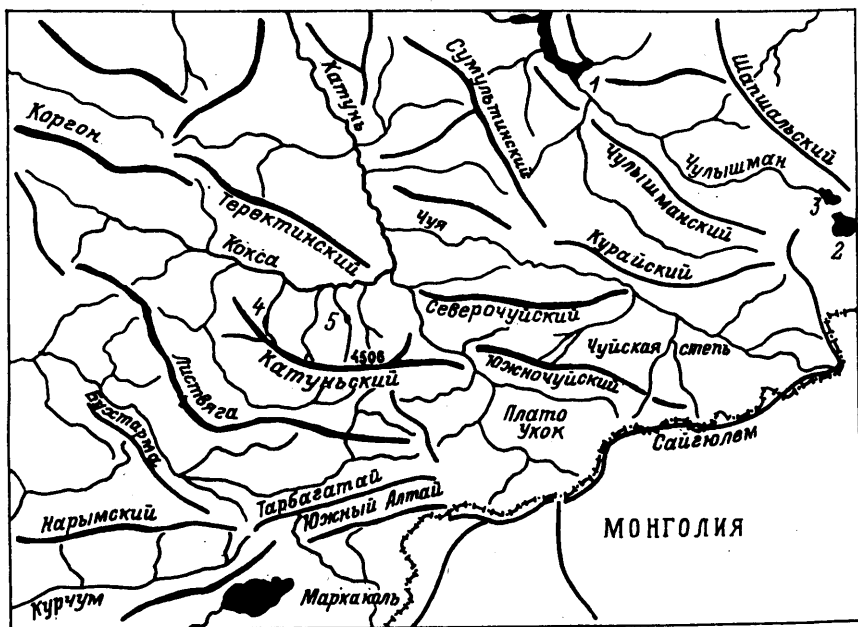 Катунь
Сумультинский
Шапшальский
1
Коргон
Чулышман
Чулышманский
3
2
Теректинский
Чуя
Курайский
Кокса
4
5
Северочуйский
Чуйская степь
4506
Катуньский
Южночуйский
Листвяга
Плато
Укок
Сайгюлем
Бухтарма
Тарбагатай
Южный Алтай
Нарымский
МОНГОЛИЯ
Курчум
Маркаколь